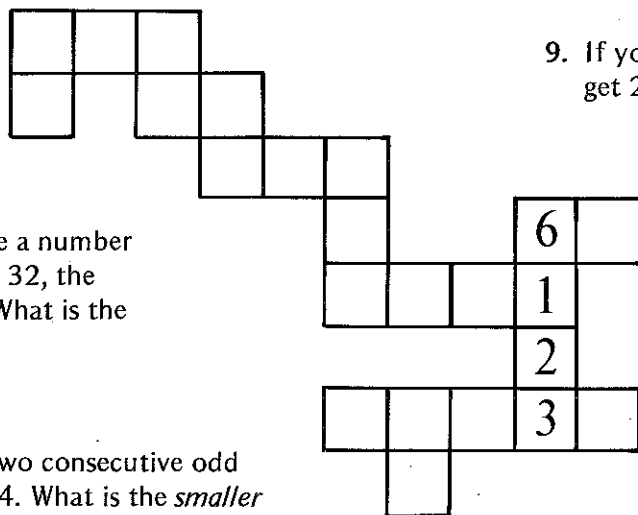 9. If yo
get 2
e a number
32, the
What is the
6
1
2
3
wo consecutive odd
4. What is the smaller